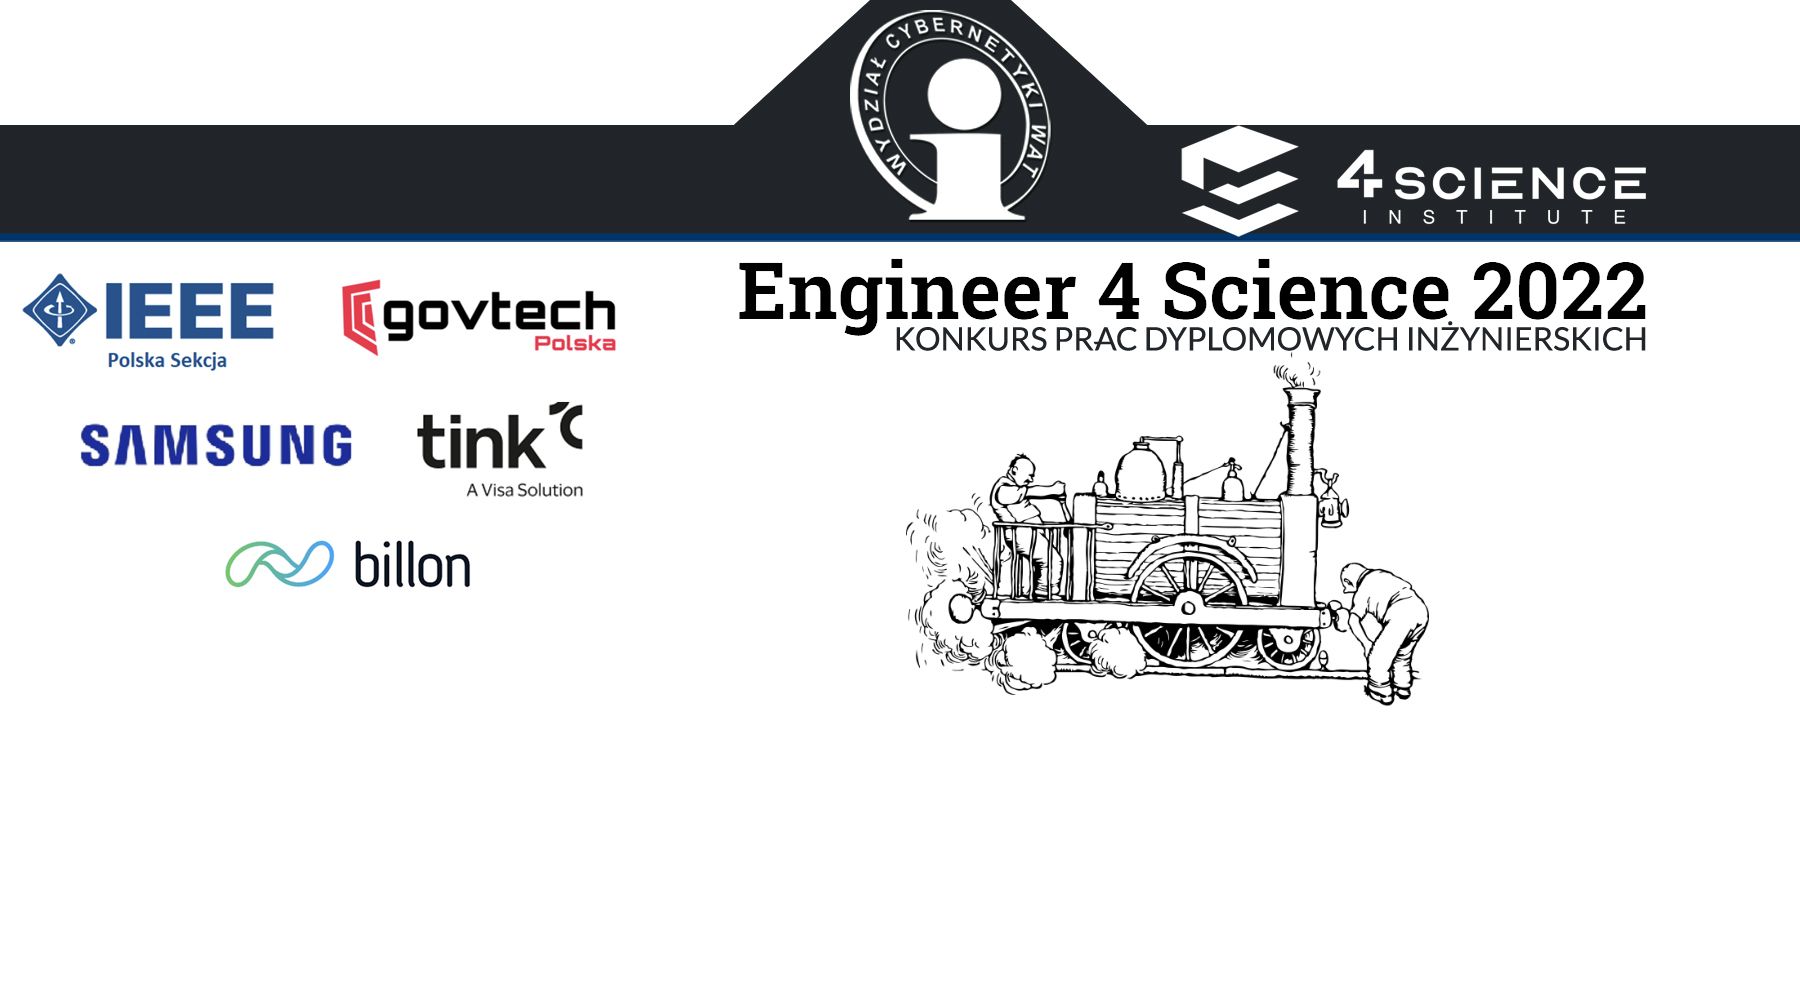 WYDZIAŁ CYBERNETYKI WAT
4 SCIENCE
INSTITUTE
Engineer 4 Science 2022
KONKURS PRAC DYPLOMOWYCH INŻYNIERSKICH
IEEE
Polska Sekcja
govtech
Polska
SAMSUNG
tink
A Visa Solution
billon